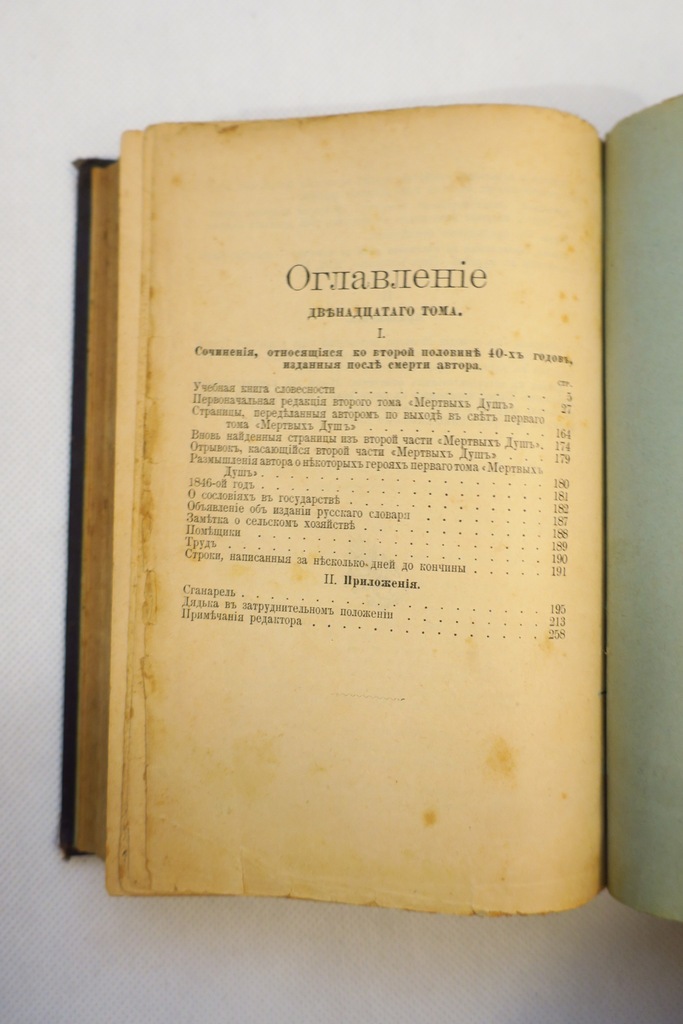 Оглавленіе
ДВѢНАДЦАТАГО ТОМА.
I.
Сочиненія, относящіяся ко второй половинѣ 40-хъ годовъ,
изданныя послѣ смерти автора.
СТР.
Учебная книга словесности . . . . . . . . . . . 5
Первоначальная редакція второго тома «Мертвыхъ Душъ» . . 27
Страницы, передѣланныя авторомъ по выходѣ въ свѣтъ перваго
тома «Мертвыхъ Душъ» . . . . . . . . . . . 164
Вновь найденныя страницы изъ второй части «Мертвыхъ Душъ». 174
Отрывокъ, касающійся второй части «Мертвыхъ Душъ» . . . 179
Размышленія автора о нѣкоторыхъ герояхъ перваго тома «Мертвыхъ
Душъ» . . . . . . . . . . . . . . . . 180
1846-ой годъ . . . . . . . . . . . . . . . 181
О сословіяхъ въ государствѣ . . . . . . . . . . 182
Объявленіе объ изданіи русскаго словаря . . . . . . 187
Замѣтка о сельскомъ хозяйствѣ . . . . . . . . . 188
Помѣщики . . . . . . . . . . . . . . . 189
Трудъ . . . . . . . . . . . . . . . . . 190
Строки, написанныя за нѣсколько дней до кончины . . . . 191
II. Приложенія.
Сганарель . . . . . . . . . . . . . . . . 195
Дядька въ затруднительномъ положеніи . . . . . . . 213
Примѣчанія редактора . . . . . . . . . . . . 258